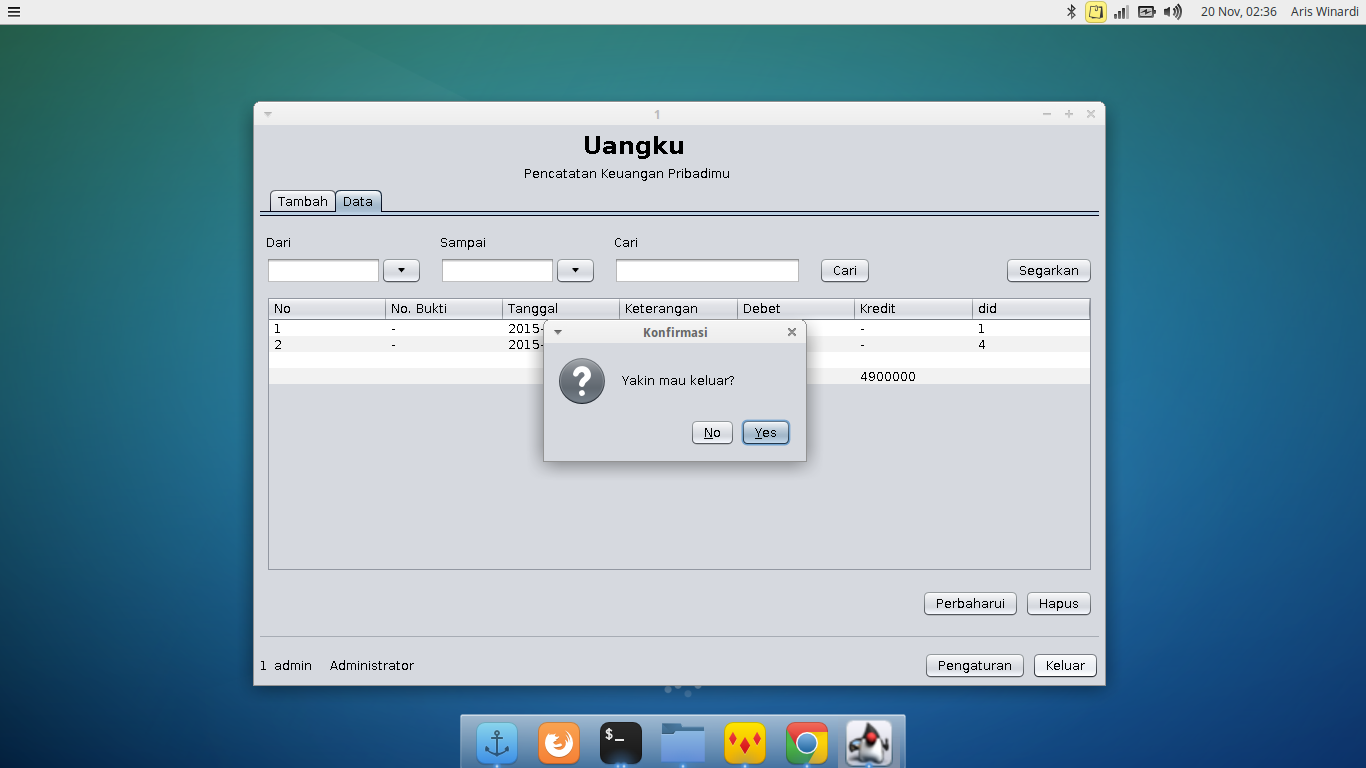 20 Nov, 02:36 Aris Winardi
1
Uangku
Pencatatan Keuangan Pribadimu
Tambah Data
Dari Sampai Cari
Cari Segarkan
No No. Bukti Tanggal Keterangan Debet Kredit did
1 - 2015- - 1
2 - 2015- - 4
4900000
Konfirmasi
Yakin mau keluar?
No Yes
Perbaharui Hapus
1 admin Administrator Pengaturan Keluar
$_